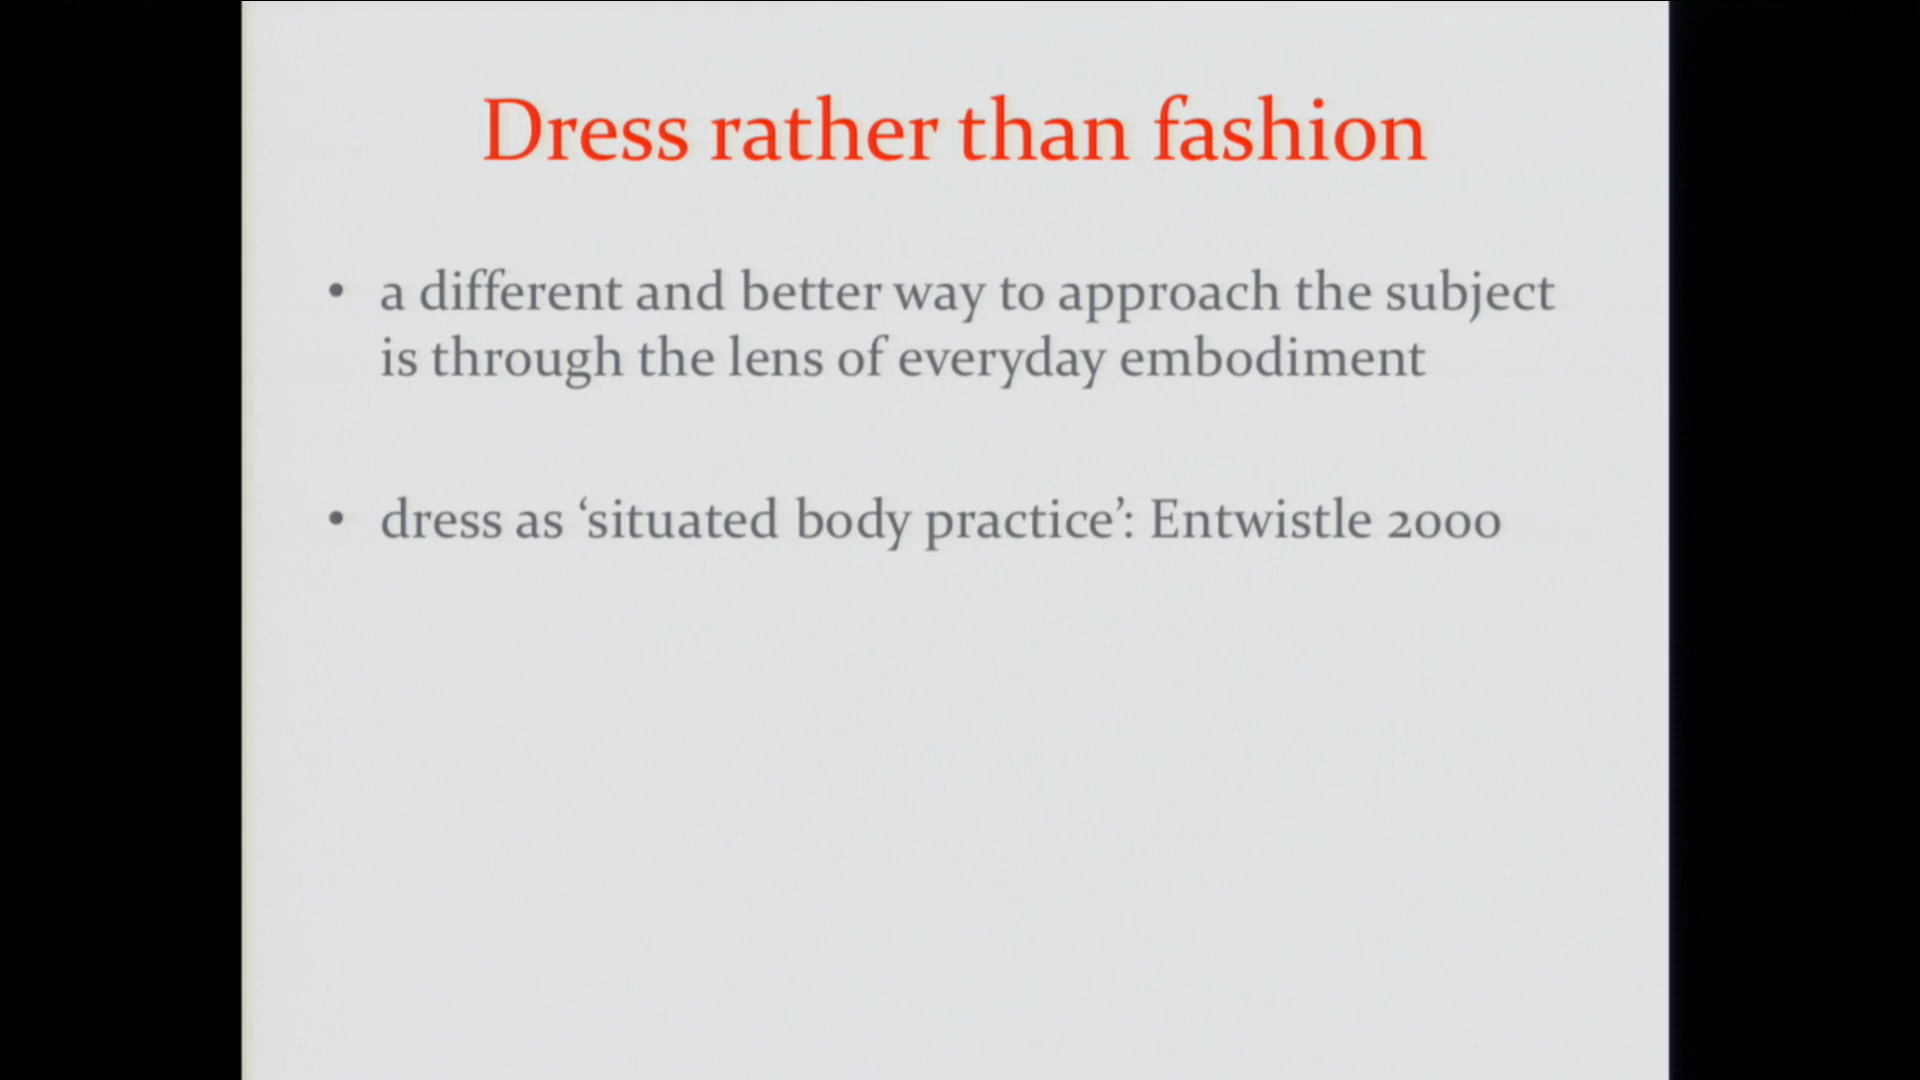 Dress rather than fashion
• a different and better way to approach the subject
is through the lens of everyday embodiment
• dress as ‘situated body practice’: Entwistle 2000